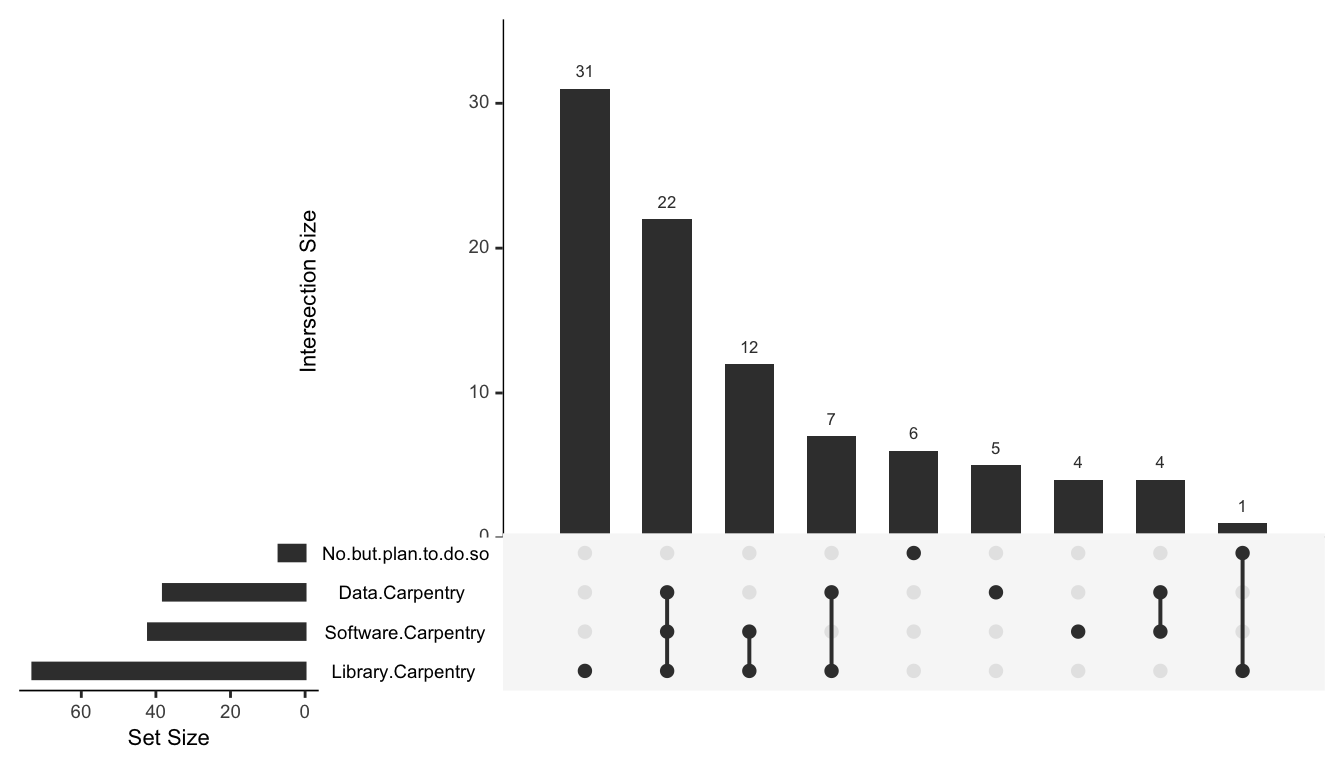 31
30
22
Intersection Size
20
12
10
7
6
5
4
4
1
0
No.but.plan.to.do.so
Data.Carpentry
Software.Carpentry
Library.Carpentry
60 40 20 0
Set Size